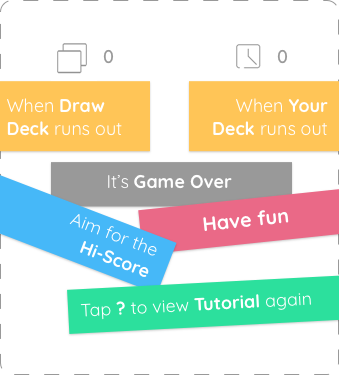 0
0
When Draw
Deck runs out
When Your
Deck runs out
It's Game Over
Have fun
Aim for the
Hi-Score
Tap ? to view Tutorial again